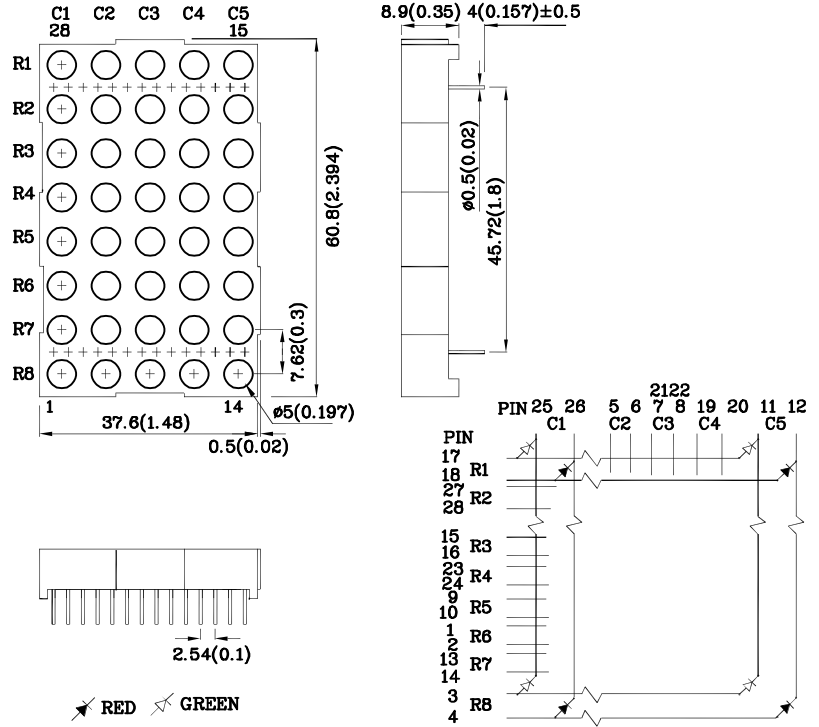 C1 C2 C3 C4 C5
28 15
R1
R2
R3
R4
R5
R6
R7
R8
1 14
37.6(1.48)
0.5(0.02)
ø5(0.197)
7.62(0.3)
60.8(2.394)
8.9(0.35) 4(0.157)±0.5
ø0.5(0.02)
45.72(1.8)
2122
PIN 25 26 5 6 7 8 19 20 11 12
C1 C2 C3 C4 C5
PIN
17
R1
18
27
R2
28
15
R3
16
23
R4
24
9
R5
10
1
R6
2
13
R7
14
3
R8
4
2.54(0.1)
RED GREEN